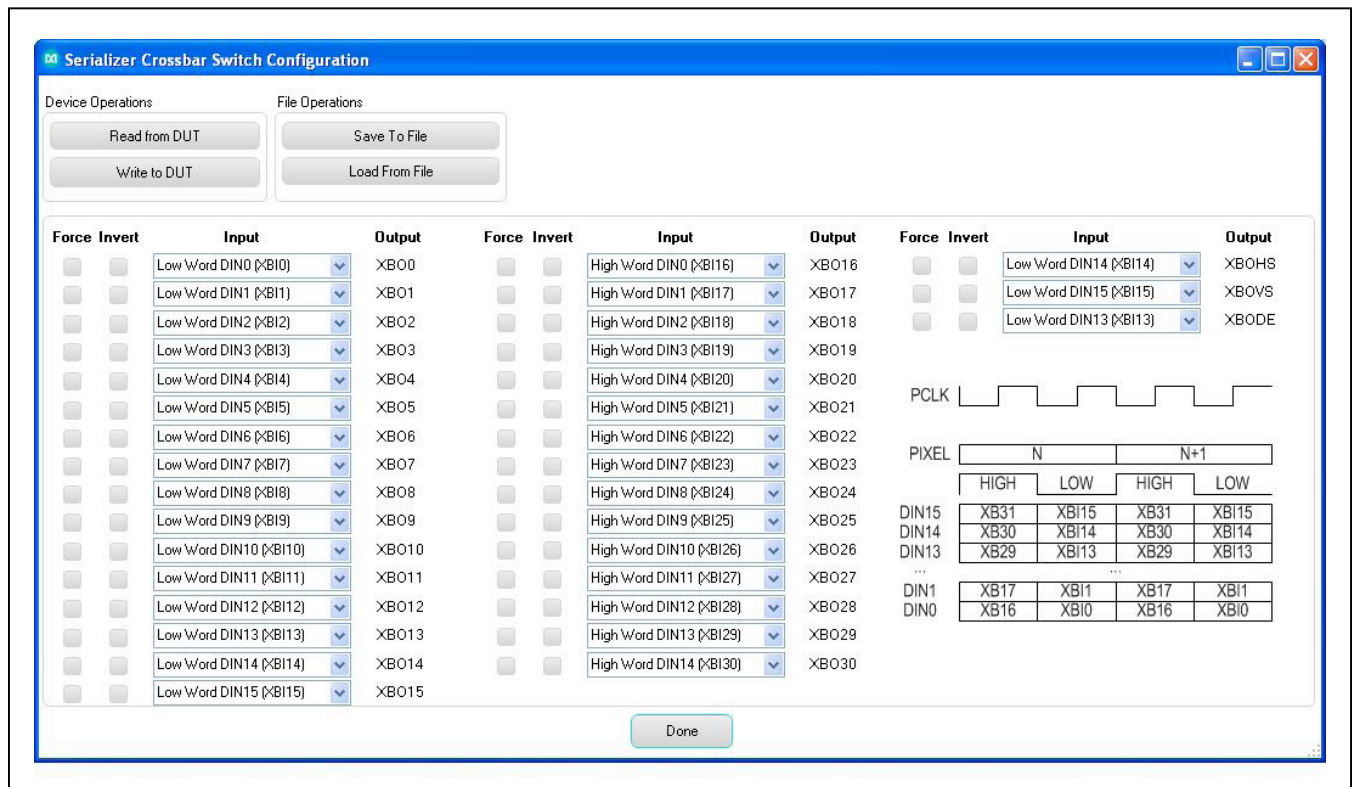 Serializer Crossbar Switch Configuration
Device Operations File Operations
Read from DUT Save To File
Write to DUT Load From File
Force Invert Input Output Force Invert Input Output Force Invert Input Output
Low Word DIN0 (XBI0) XBO0 High Word DIN0 (XBI16) XBO16 Low Word DIN14 (XBI14) XBOHS
Low Word DIN1 (XBI1) XBO1 High Word DIN1 (XBI17) XBO17 Low Word DIN15 (XBI15) XBOVS
Low Word DIN2 (XBI2) XBO2 High Word DIN2 (XBI18) XBO18 Low Word DIN13 (XBI13) XBODE
Low Word DIN3 (XBI3) XBO3 High Word DIN3 (XBI19) XBO19
Low Word DIN4 (XBI4) XBO4 High Word DIN4 (XBI20) XBO20
Low Word DIN5 (XBI5) XBO5 High Word DIN5 (XBI21) XBO21
Low Word DIN6 (XBI6) XBO6 High Word DIN6 (XBI22) XBO22
Low Word DIN7 (XBI7) XBO7 High Word DIN7 (XBI23) XBO23
Low Word DIN8 (XBI8) XBO8 High Word DIN8 (XBI24) XBO24
Low Word DIN9 (XBI9) XBO9 High Word DIN9 (XBI25) XBO25
Low Word DIN10 (XBI10) XBO10 High Word DIN10 (XBI26) XBO26
Low Word DIN11 (XBI11) XBO11 High Word DIN11 (XBI27) XBO27
Low Word DIN12 (XBI12) XBO12 High Word DIN12 (XBI28) XBO28
Low Word DIN13 (XBI13) XBO13 High Word DIN13 (XBI29) XBO29
Low Word DIN14 (XBI14) XBO14 High Word DIN14 (XBI30) XBO30
Low Word DIN15 (XBI15) XBO15
PCLK
PIXEL N N+1
HIGH LOW HIGH LOW
DIN15 XB31 XBI15 XB31 XBI15
DIN14 XB30 XBI14 XB30 XBI14
DIN13 XB29 XBI13 XB29 XBI13
... ...
DIN1 XB17 XBI1 XB17 XBI1
DIN0 XB16 XBI0 XB16 XBI0
Done